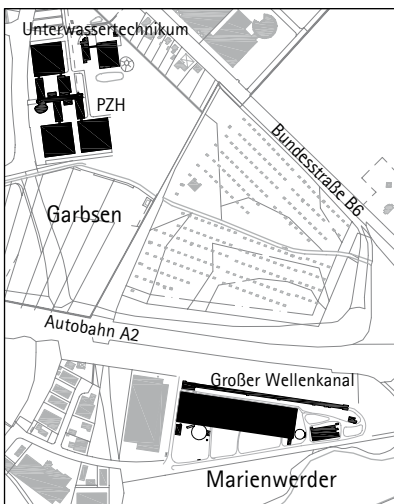 Unterwassertechnikum
PZH
Bundesstraße B6
Garbsen
Autobahn A2
Großer Wellenkanal
Marienwerder